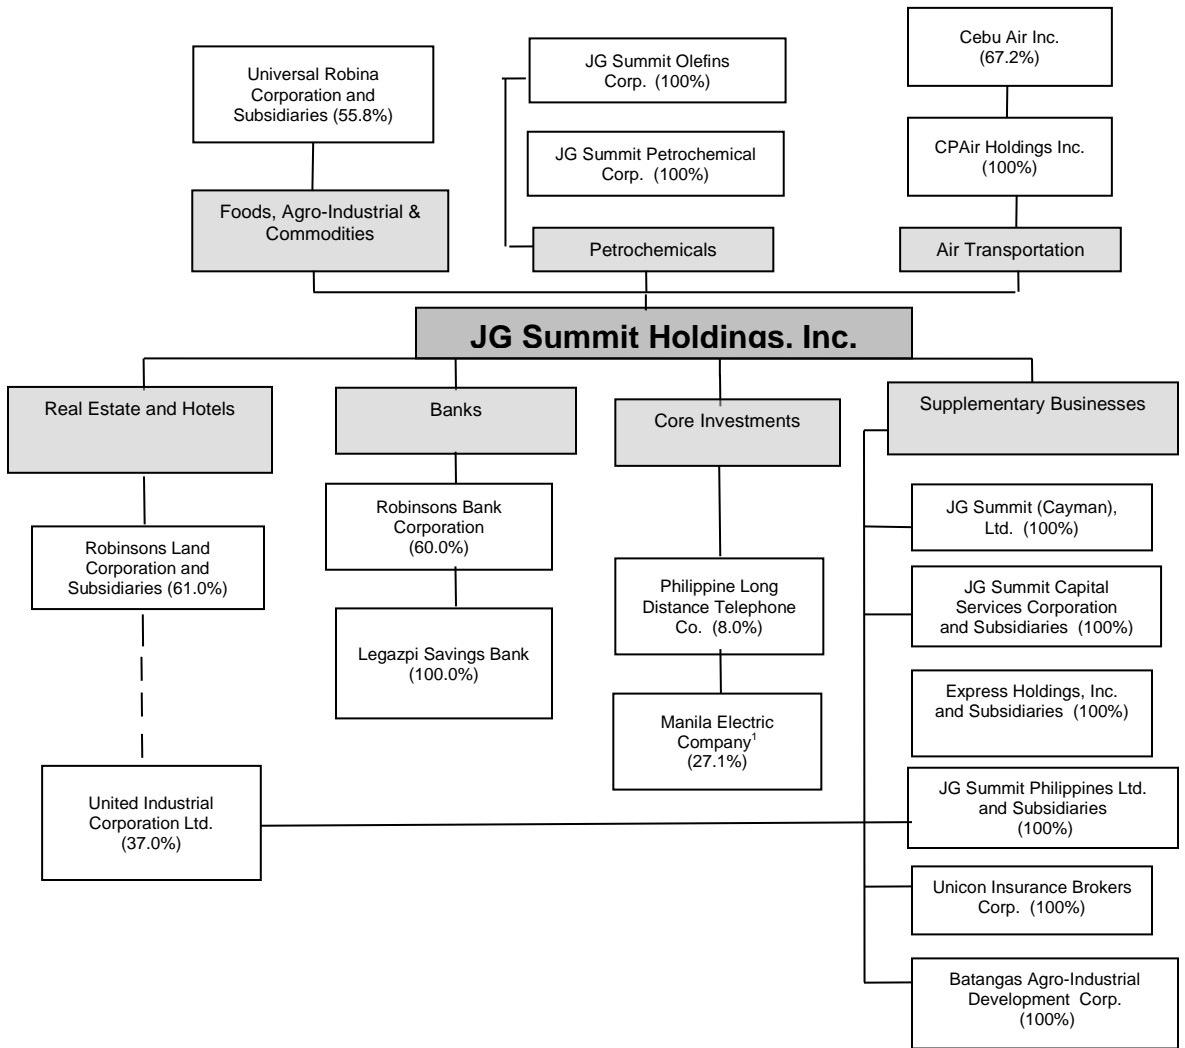 Cebu Air Inc.
(67.2%)
Universal Robina
Corporation and
Subsidiaries (55.8%)
JG Summit Olefins
Corp. (100%)
JG Summit Petrochemical
Corp. (100%)
CPAir Holdings Inc.
(100%)
Foods, Agro-Industrial &
Commodities
Petrochemicals
Air Transportation
JG Summit Holdings. Inc.
Real Estate and Hotels
Banks
Core Investments
Supplementary Businesses
Robinsons Land
Corporation and
Subsidiaries (61.0%)
United Industrial
Corporation Ltd.
(37.0%)
Robinsons Bank
Corporation
(60.0%)
Legazpi Savings Bank
(100.0%)
Philippine Long
Distance Telephone
Co. (8.0%)
Manila Electric
Company¹
(27.1%)
JG Summit (Cayman),
Ltd. (100%)
JG Summit Capital
Services Corporation
and Subsidiaries (100%)
Express Holdings, Inc.
and Subsidiaries (100%)
JG Summit Philippines Ltd.
and Subsidiaries
(100%)
Unicon Insurance Brokers
Corp. (100%)
Batangas Agro-Industrial
Development Corp.
(100%)